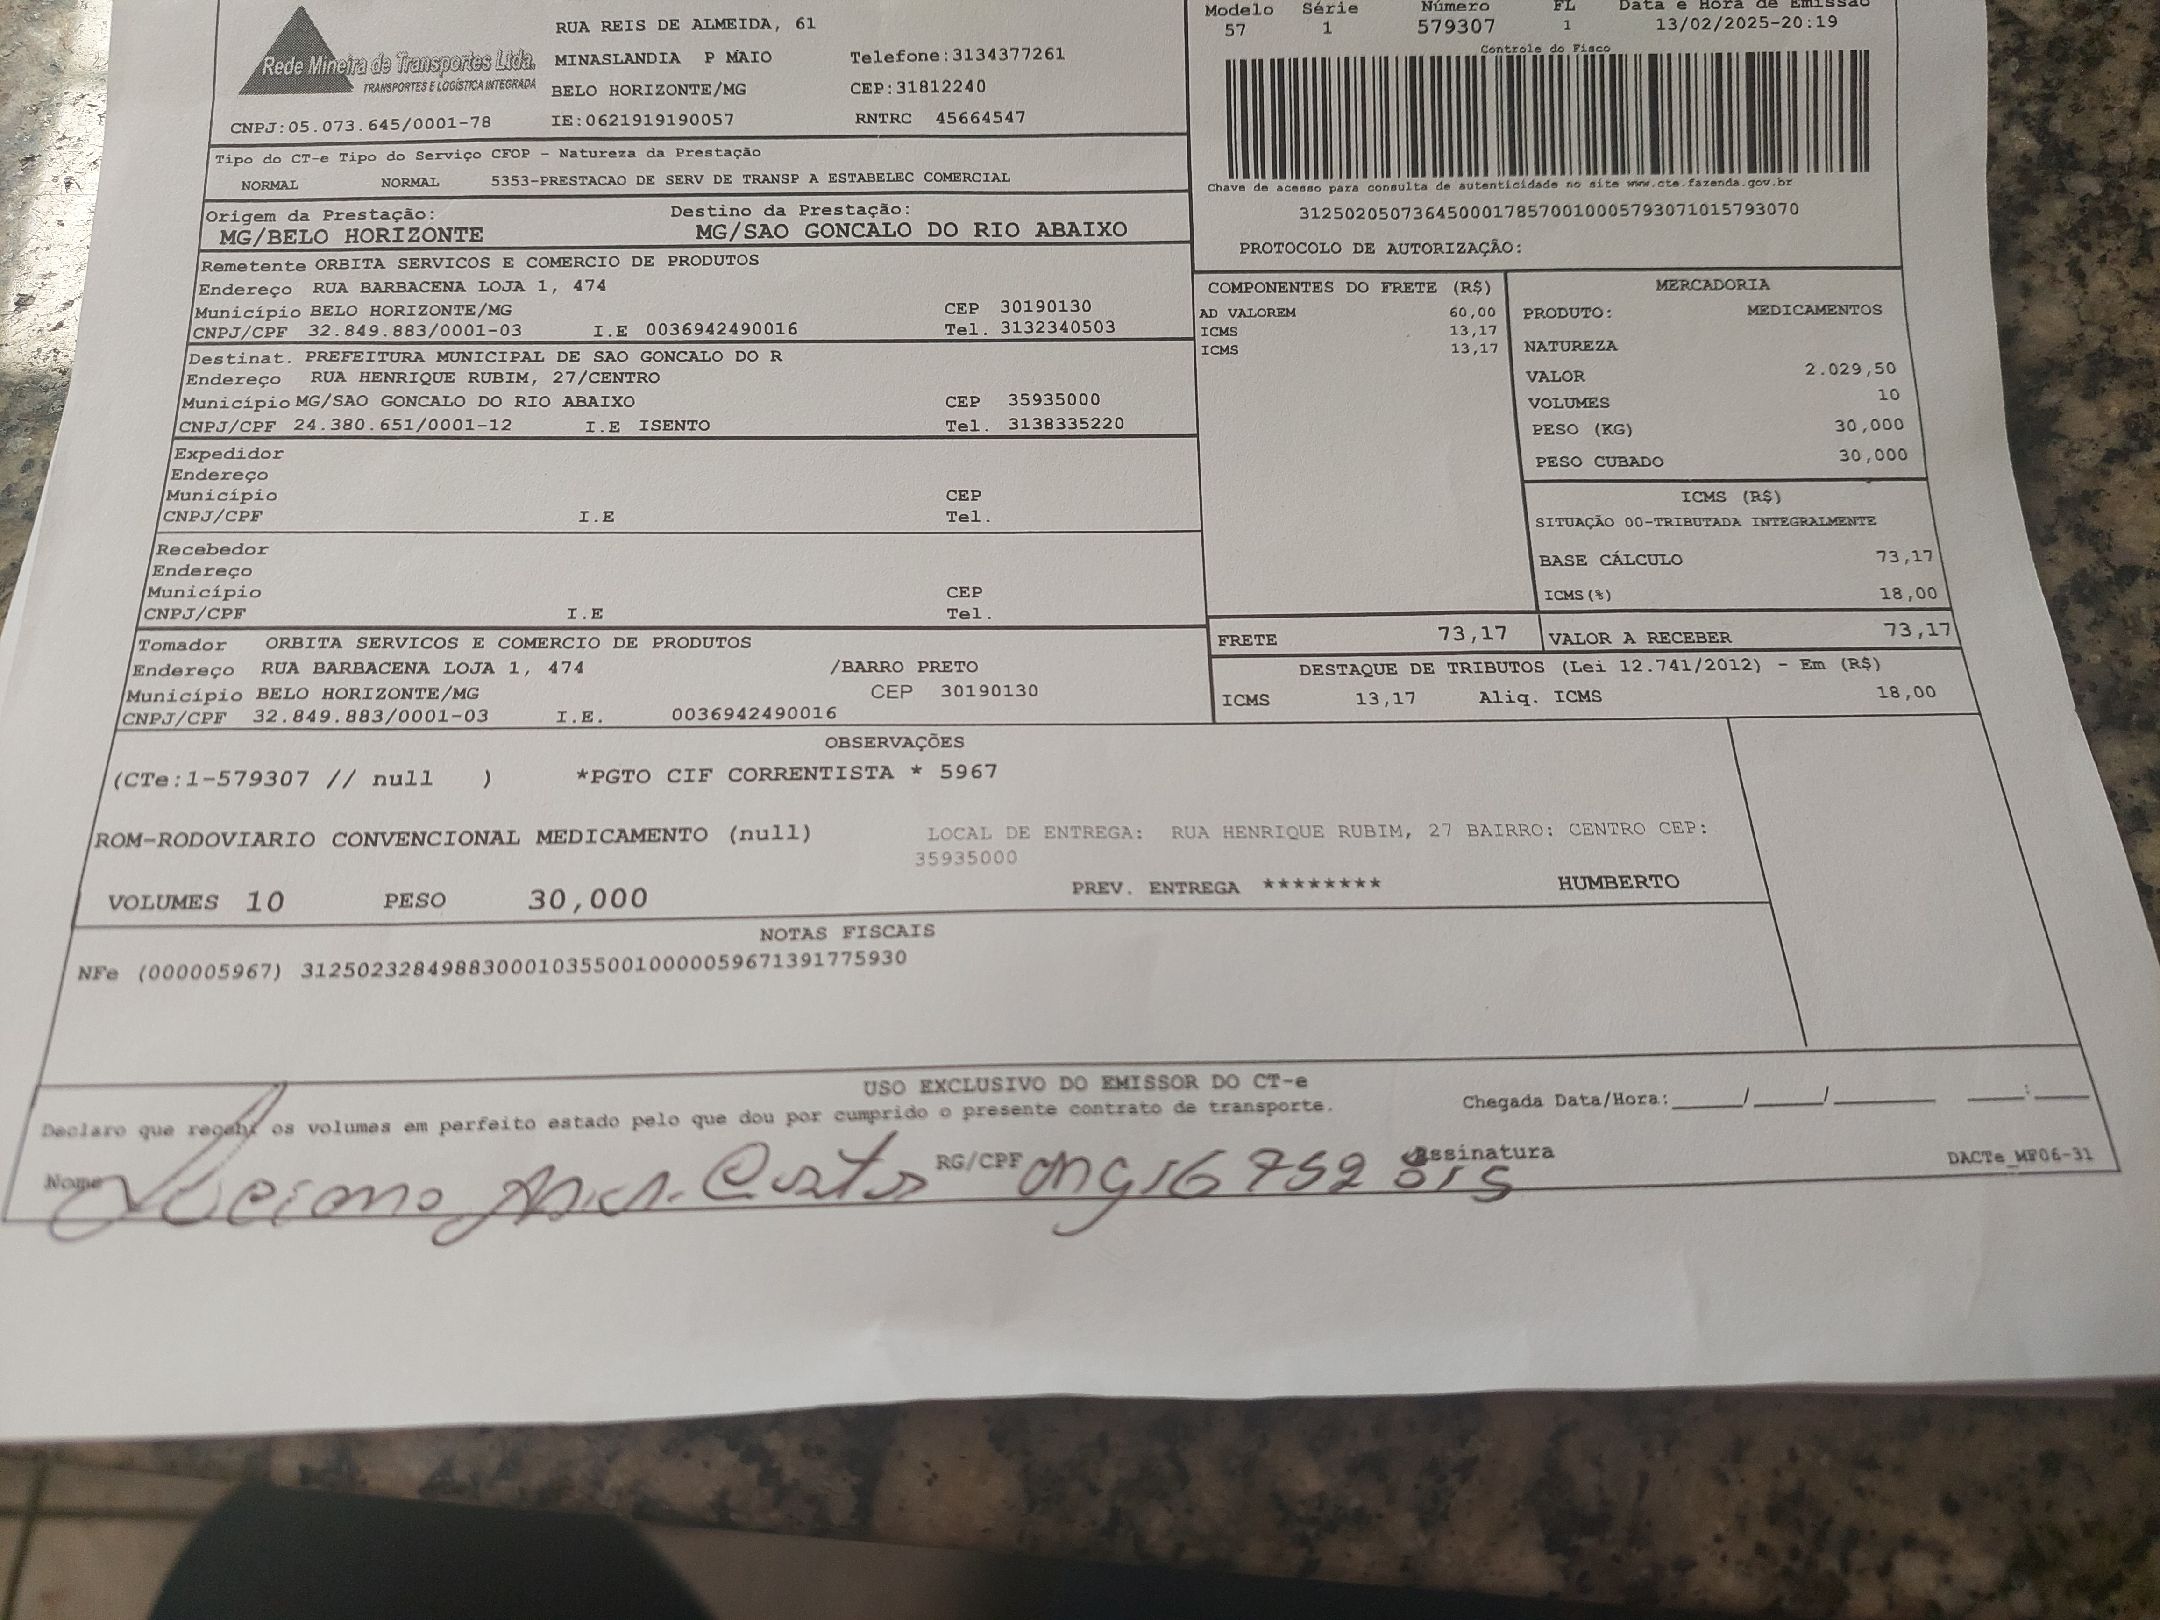 Modelo Série Número FL Data e Hora de Emissão
57 1 579307 1 13/02/2025-20:19
Rede Mineira de Transportes Ltda.
TRANSPORTES E LOGÍSTICA INTEGRADA
RUA REIS DE ALMEIDA, 61
MINASLANDIA P MAIO Telefone:3134377261
BELO HORIZONTE/MG CEP:31812240
CNPJ:05.073.645/0001-78 IE:0621919190057 RNTRC 45664547
Controle do Fisco
Chave de acesso para consulta de autenticidade no site www.cte.fazenda.gov.br
31250205073645000178570010005793071015793070
PROTOCOLO DE AUTORIZAÇÃO:
Tipo do CT-e Tipo do Serviço CFOP - Natureza da Prestação
NORMAL NORMAL 5353-PRESTACAO DE SERV DE TRANSP A ESTABELEC COMERCIAL
Origem da Prestação: Destino da Prestação:
MG/BELO HORIZONTE MG/SAO GONCALO DO RIO ABAIXO
Remetente ORBITA SERVICOS E COMERCIO DE PRODUTOS
Endereço RUA BARBACENA LOJA 1, 474
Município BELO HORIZONTE/MG CEP 30190130
CNPJ/CPF 32.849.883/0001-03 I.E 0036942490016 Tel. 3132340503
Destinat. PREFEITURA MUNICIPAL DE SAO GONCALO DO R
Endereço RUA HENRIQUE RUBIM, 27/CENTRO
Município MG/SAO GONCALO DO RIO ABAIXO CEP 35935000
CNPJ/CPF 24.380.651/0001-12 I.E ISENTO Tel. 3138335220
Expedidor
Endereço
Município CEP
CNPJ/CPF I.E Tel.
Recebedor
Endereço
Município CEP
CNPJ/CPF I.E Tel.
Tomador ORBITA SERVICOS E COMERCIO DE PRODUTOS
Endereço RUA BARBACENA LOJA 1, 474 /BARRO PRETO
Município BELO HORIZONTE/MG CEP 30190130
CNPJ/CPF 32.849.883/0001-03 I.E. 0036942490016
COMPONENTES DO FRETE (R$)
AD VALOREM 60,00
ICMS 13,17
ICMS 13,17
MERCADORIA
PRODUTO: MEDICAMENTOS
NATUREZA
VALOR 2.029,50
VOLUMES 10
PESO (KG) 30,000
PESO CUBADO 30,000
ICMS (R$)
SITUAÇÃO 00-TRIBUTADA INTEGRALMENTE
BASE CÁLCULO 73,17
ICMS(%) 18,00
FRETE 73,17 VALOR A RECEBER 73,17
DESTAQUE DE TRIBUTOS (Lei 12.741/2012) - Em (R$)
ICMS 13,17 Aliq. ICMS 18,00
OBSERVAÇÕES
(CTe:1-579307 // null ) *PGTO CIF CORRENTISTA * 5967
ROM-RODOVIARIO CONVENCIONAL MEDICAMENTO (null) LOCAL DE ENTREGA: RUA HENRIQUE RUBIM, 27 BAIRRO: CENTRO CEP:
35935000
VOLUMES 10 PESO 30,000 PREV. ENTREGA ******** HUMBERTO
NOTAS FISCAIS
NFe (000005967) 31250232849883000103550010000059671391775930
USO EXCLUSIVO DO EMISSOR DO CT-e
Declaro que recebi os volumes em perfeito estado pelo que dou por cumprido o presente contrato de transporte. Chegada Data/Hora:_____/_____/_______ ___:____
Nome RG/CPF MG16752815 Assinatura DACTe_MF06-31